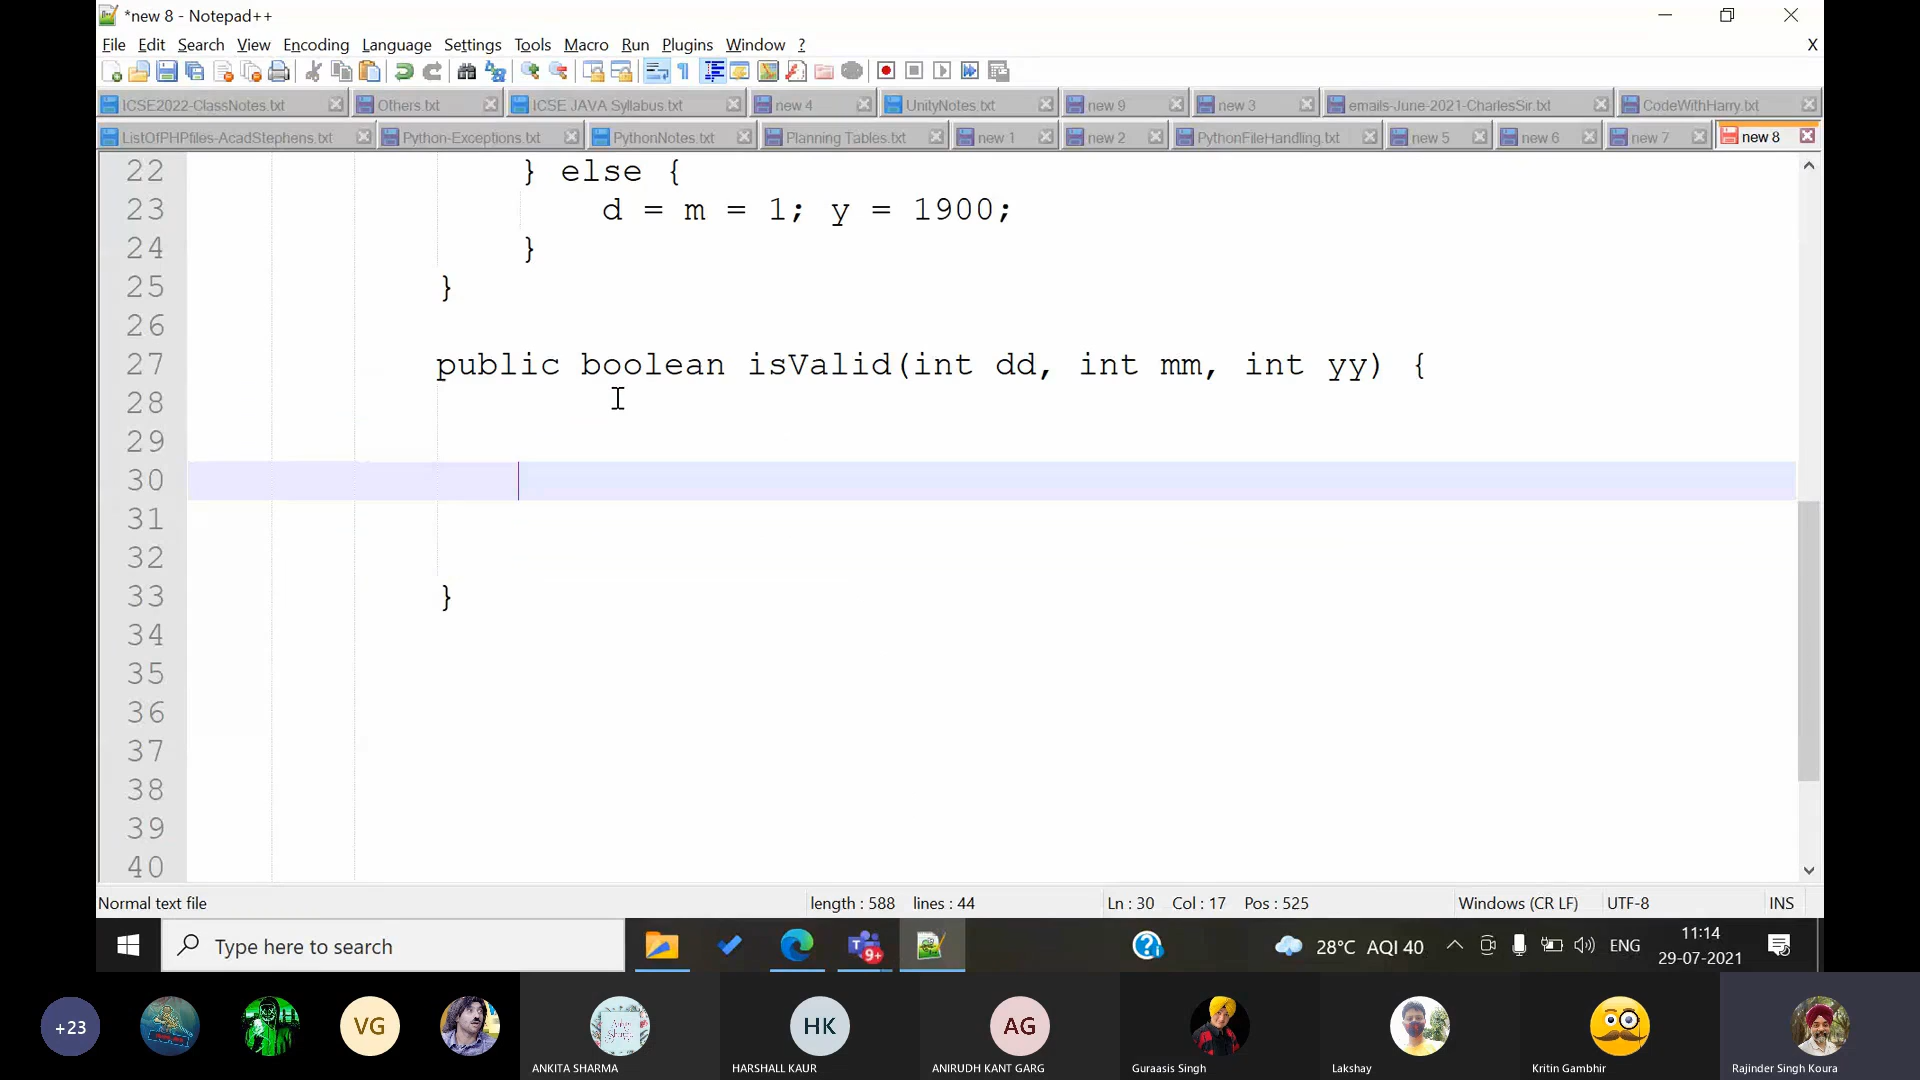 *new 8 - Notepad++
File Edit Search View Encoding Language Settings Tools Macro Run Plugins Window ? X
ICSE2022-ClassNotes.txt Others.txt ICSE JAVA Syllabus.txt new 4 UnityNotes.txt new 9 new 3 emails-June-2021-CharlesSir.txt CodeWithHarry.txt
ListOfPHPfiles-AcadStephens.txt Python-Exceptions.txt PythonNotes.txt Planning Tables.txt new 1 new 2 PythonFileHandling.txt new 5 new 6 new 7 new 8
22 } else {
23 d = m = 1; y = 1900;
24 }
25 }
26
27 public boolean isValid(int dd, int mm, int yy) {
28
29
30
31
32
33 }
34
35
36
37
38
39
40
Normal text file length : 588 lines : 44 Ln : 30 Col : 17 Pos : 525 Windows (CR LF) UTF-8 INS
Type here to search 9+ 28°C AQI 40 ENG 11:14
29-07-2021
+23 VG HK AG
ANKITA SHARMA HARSHALL KAUR ANIRUDH KANT GARG Guraasis Singh Lakshay Kritin Gambhir Rajinder Singh Koura